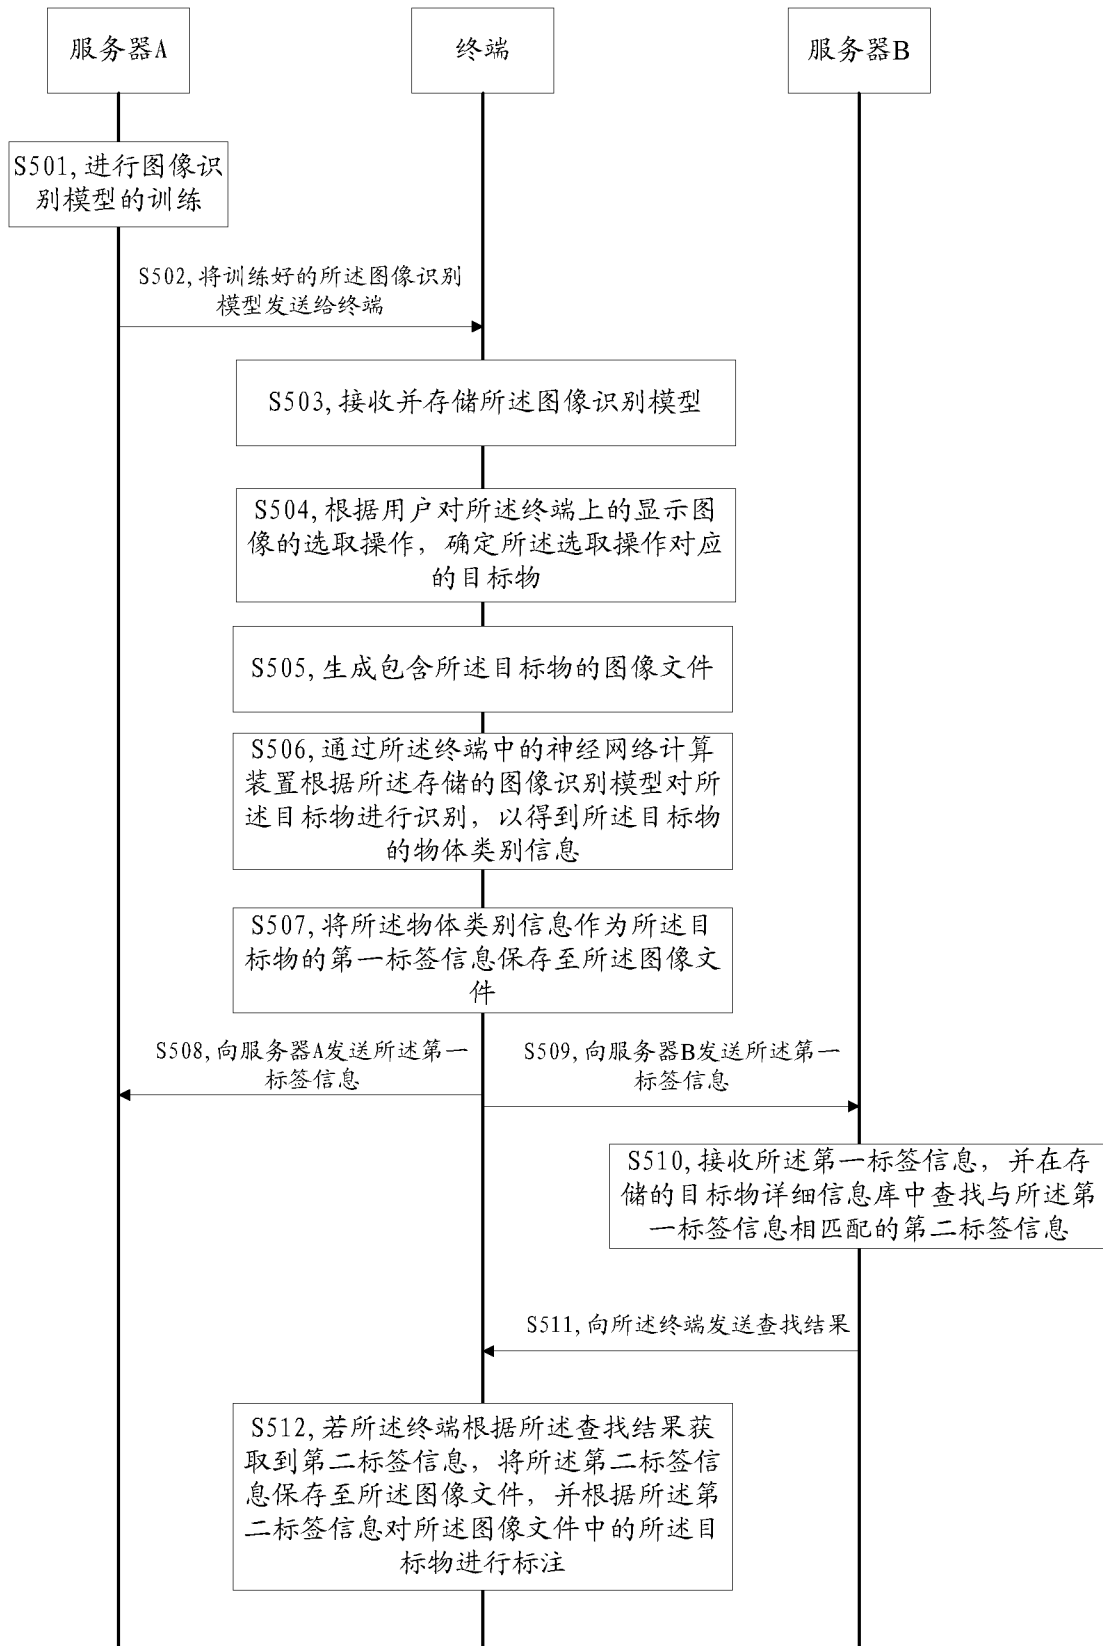 服务器A
终端
服务器B
S501,进行图像识
别模型的训练
S502,将训练好的所述图像识别
模型发送给终端
S503,接收并存储所述图像识别模型
S504,根据用户对所述终端上的显示图
像的选取操作，确定所述选取操作对应
的目标物
S505,生成包含所述目标物的图像文件
S506,通过所述终端中的神经网络计算
装置根据所述存储的图像识别模型对所
述目标物进行识别，以得到所述目标物
的物体类别信息
S507,将所述物体类别信息作为所述目
标物的第一标签信息保存至所述图像文
件
S508,向服务器A发送所述第一
标签信息
S509,向服务器B发送所述第一
标签信息
S510,接收所述第一标签信息，并在存
储的目标物详细信息库中查找与所述第
一标签信息相匹配的第二标签信息
S511,向所述终端发送查找结果
S512,若所述终端根据所述查找结果获
取到第二标签信息，将所述第二标签信
息保存至所述图像文件，并根据所述第
二标签信息对所述图像文件中的所述目
标物进行标注